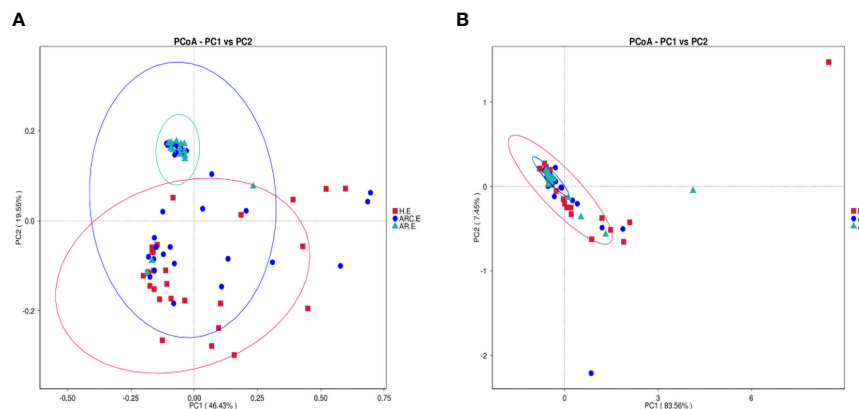 A
PCoA - PC1 vs PC2
0.2
0.0
-0.2
-0.50
-0.25
0.00
0.25
0.50
0.75
PC2 ( 19.55%)
PC1 ( 46.43%)
H.E
ARC.E
AR.E
B
PCoA - PC1 vs PC2
1
0
-1
-2
0
3
6
PC2 ( 7.45%)
PC1 ( 83.56%)